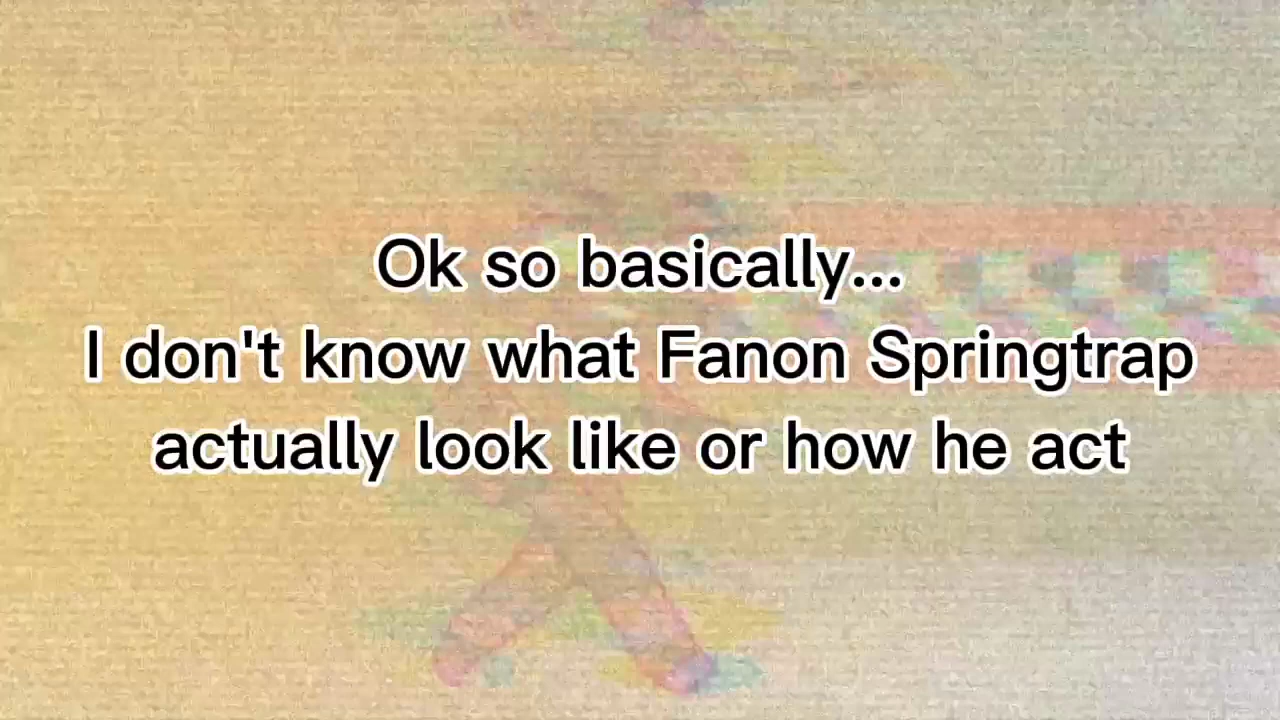 Ok so basically...
I don't know what Fanon Springtrap
actually look like or how he act